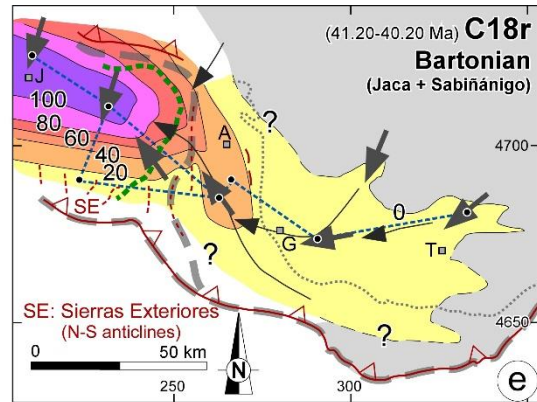 (41.20-40.20 Ma) C18r
Bartonian
(Jaca + Sabiñánigo)
J
100
80
60
40
20
A
?
4700
SE
0
G
T
?
?
4650
SE: Sierras Exteriores
(N-S anticlines)
0 50 km
N
e
250 300